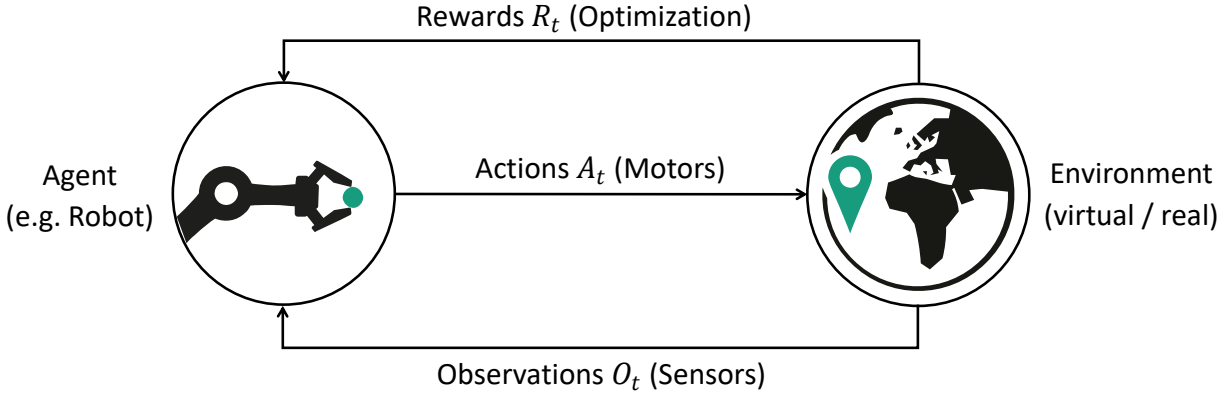 Rewards R_t (Optimization)
Agent
(e.g. Robot)
Actions A_t (Motors)
Environment
(virtual / real)
Observations O_t (Sensors)